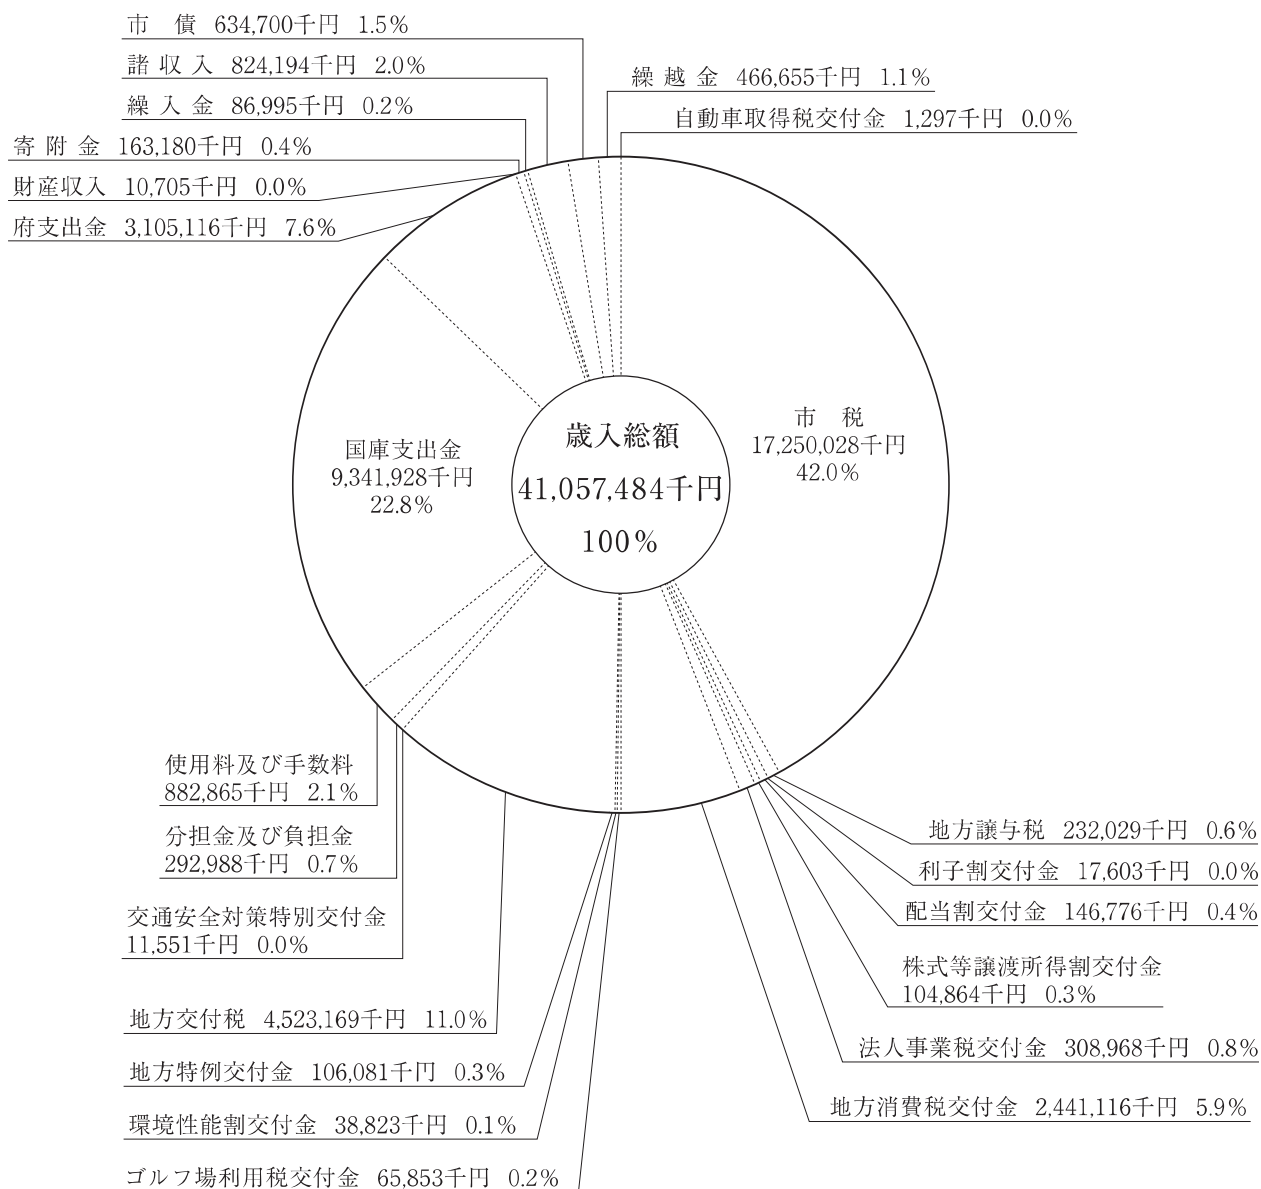 市　債 634,700千円 1.5%
諸 収 入 824,194千円 2.0%
繰 入 金 86,995千円 0.2%
寄 附 金 163,180千円 0.4%
財産収入 10,705千円 0.0%
府支出金 3,105,116千円 7.6%
繰 越 金 466,655千円 1.1%
自動車取得税交付金 1,297千円 0.0%
市　税
17,250,028千円
42.0%
歳入総額
41,057,484千円
100%
国庫支出金
9,341,928千円
22.8%
使用料及び手数料
882,865千円 2.1%
分担金及び負担金
292,988千円 0.7%
交通安全対策特別交付金
11,551千円 0.0%
地方交付税 4,523,169千円 11.0%
地方特例交付金 106,081千円 0.3%
環境性能割交付金 38,823千円 0.1%
ゴルフ場利用税交付金 65,853千円 0.2%
地方譲与税 232,029千円 0.6%
利子割交付金 17,603千円 0.0%
配当割交付金 146,776千円 0.4%
株式等譲渡所得割交付金
104,864千円 0.3%
法人事業税交付金 308,968千円 0.8%
地方消費税交付金 2,441,116千円 5.9%